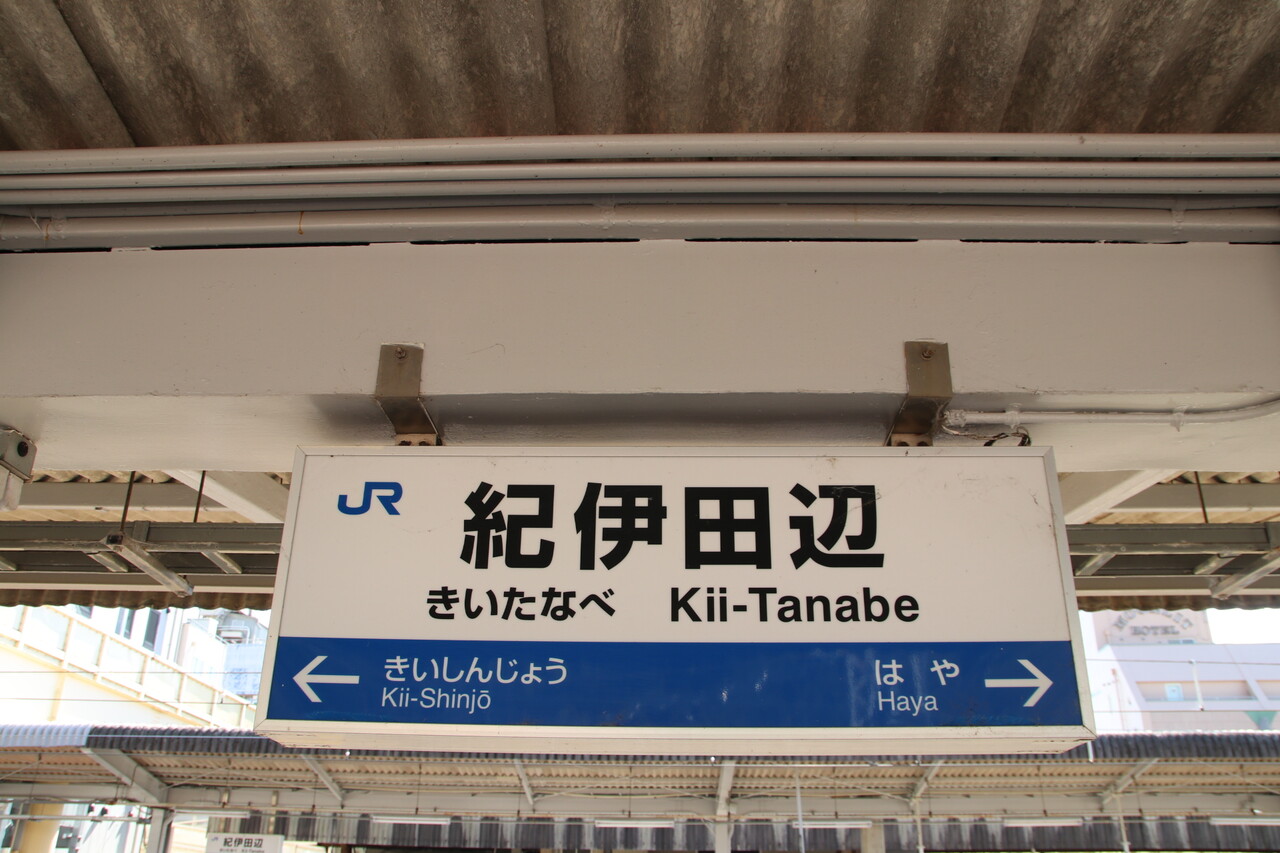 JR 紀伊田辺
きいたなべ Kii-Tanabe
← きいしんじょう
Kii-Shinjō
はや →
Haya
HOTEL
紀伊田辺